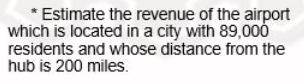 * Estimate the revenue of the airport
which is located in a city with 89,000
residents and whose distance from the
hub is 200 miles.